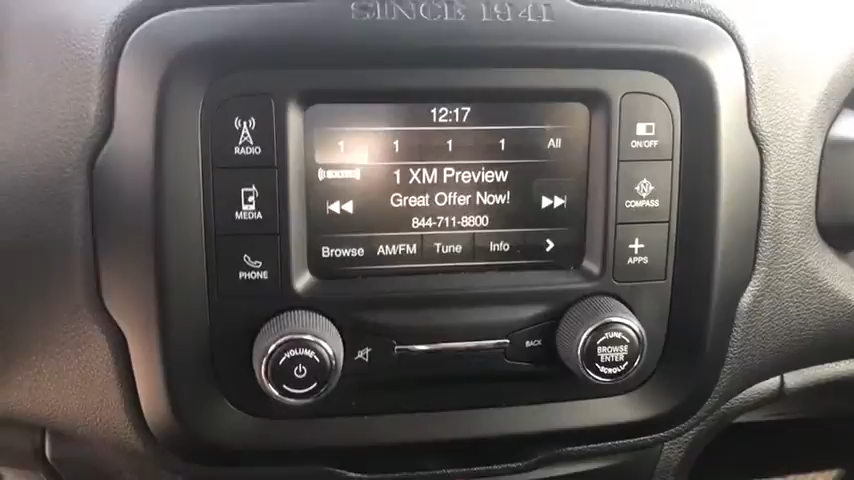 SINCE 1941
12:17
1 1 1 1 All
1 XM Preview
Great Offer Now!
844-711-8800
Browse AM/FM Tune Info
RADIO
MEDIA
PHONE
ON/OFF
N
COMPASS
APPS
VOLUME
BACK
TUNE
BROWSE
ENTER
SCROLL